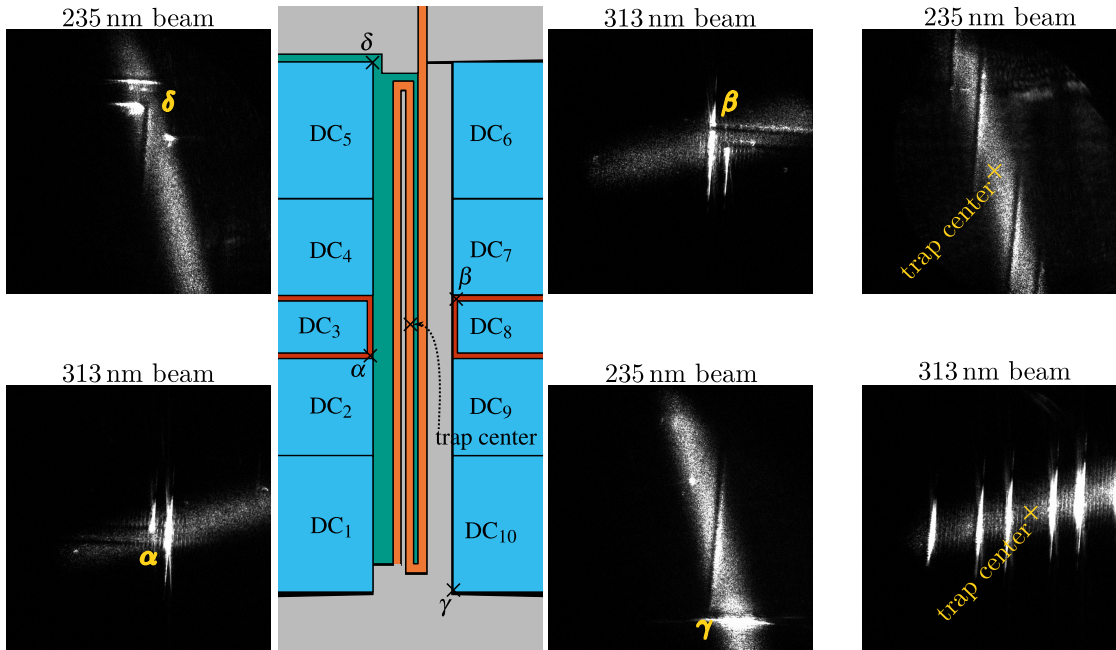 235 nm beam
δ
313 nm beam
α
δ
DC₅
DC₆
DC₄
DC₇
β
DC₃
DC₈
α
DC₂
DC₉
trap center
DC₁
DC₁₀
γ
313 nm beam
β
235 nm beam
γ
235 nm beam
trap center
313 nm beam
trap center